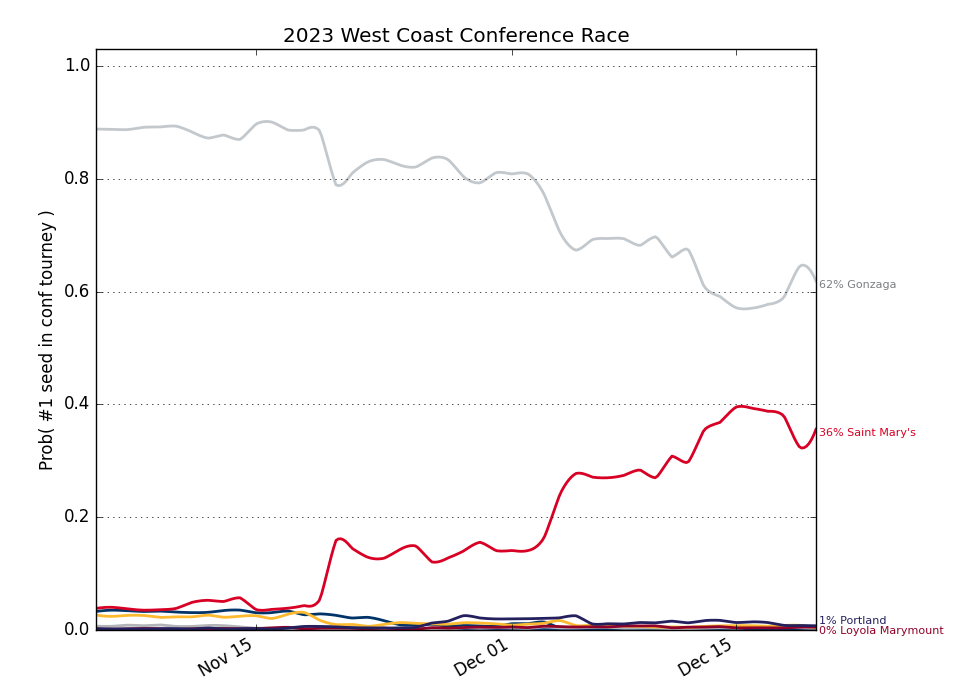 2023 West Coast Conference Race
Prob( #1 seed in conf tourney )
1.0
0.8
0.6
0.4
0.2
0.0
62% Gonzaga
36% Saint Mary's
1% Portland
0% Loyola Marymount
Nov 15
Dec 01
Dec 15